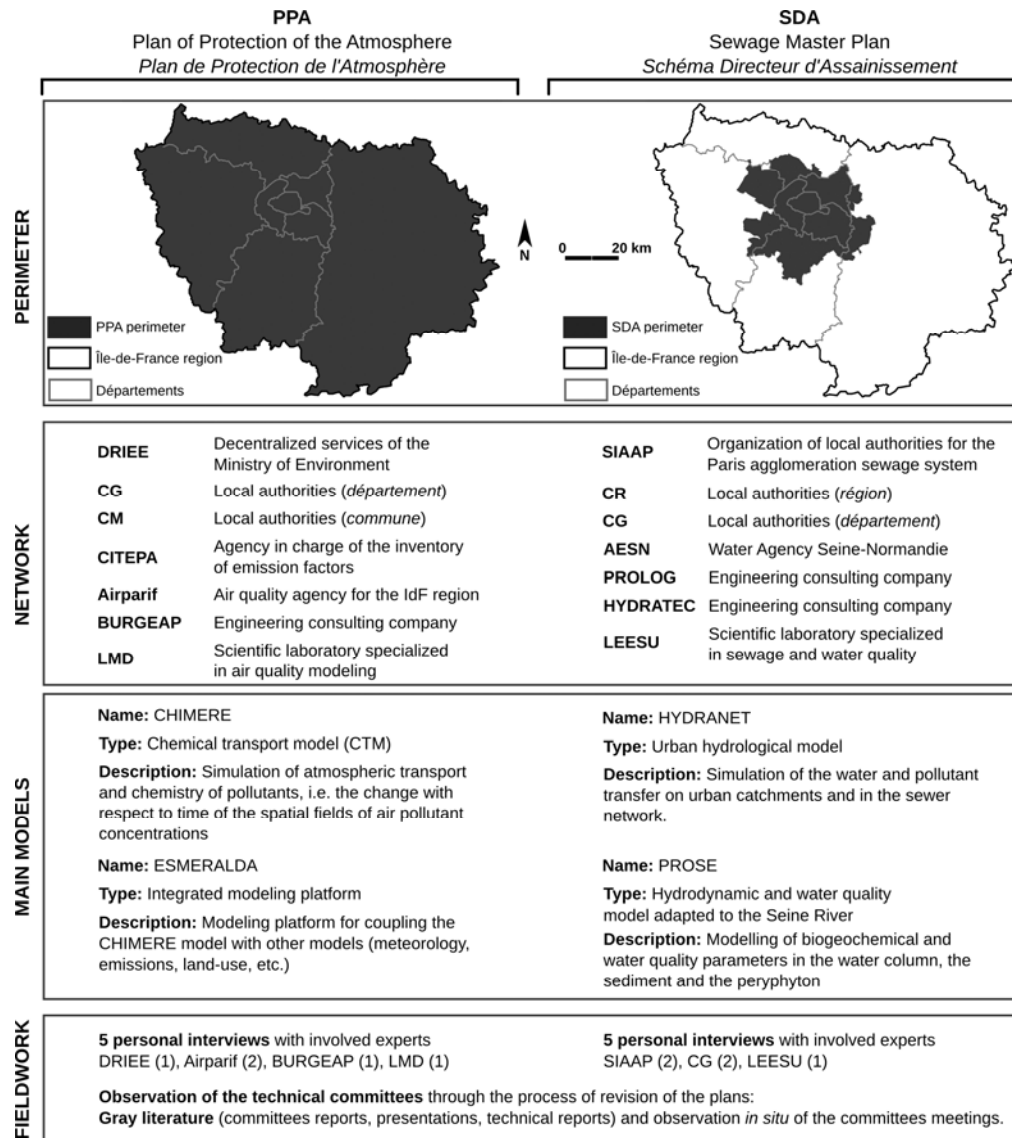 PPA
Plan of Protection of the Atmosphere
Plan de Protection de l'Atmosphère
SDA
Sewage Master Plan
Schéma Directeur d'Assainissement
PERIMETER
PPA perimeter
Île-de-France region
Départements
N
0 20 km
SDA perimeter
Île-de-France region
Départements
NETWORK
DRIEE Decentralized services of the
Ministry of Environment
CG Local authorities (département)
CM Local authorities (commune)
CITEPA Agency in charge of the inventory
of emission factors
Airparif Air quality agency for the IdF region
BURGEAP Engineering consulting company
LMD Scientific laboratory specialized
in air quality modeling
SIAAP Organization of local authorities for the
Paris agglomeration sewage system
CR Local authorities (région)
CG Local authorities (département)
AESN Water Agency Seine-Normandie
PROLOG Engineering consulting company
HYDRATEC Engineering consulting company
LEESU Scientific laboratory specialized
in sewage and water quality
MAIN MODELS
Name: CHIMERE
Type: Chemical transport model (CTM)
Description: Simulation of atmospheric transport
and chemistry of pollutants, i.e. the change with
respect to time of the spatial fields of air pollutant
concentrations
Name: ESMERALDA
Type: Integrated modeling platform
Description: Modeling platform for coupling the
CHIMERE model with other models (meteorology,
emissions, land-use, etc.)
Name: HYDRANET
Type: Urban hydrological model
Description: Simulation of the water and pollutant
transfer on urban catchments and in the sewer
network.
Name: PROSE
Type: Hydrodynamic and water quality
model adapted to the Seine River
Description: Modelling of biogeochemical and
water quality parameters in the water column, the
sediment and the peryphyton
FIELDWORK
5 personal interviews with involved experts
DRIEE (1), Airparif (2), BURGEAP (1), LMD (1)
5 personal interviews with involved experts
SIAAP (2), CG (2), LEESU (1)
Observation of the technical committees through the process of revision of the plans:
Gray literature (committees reports, presentations, technical reports) and observation in situ of the committees meetings.